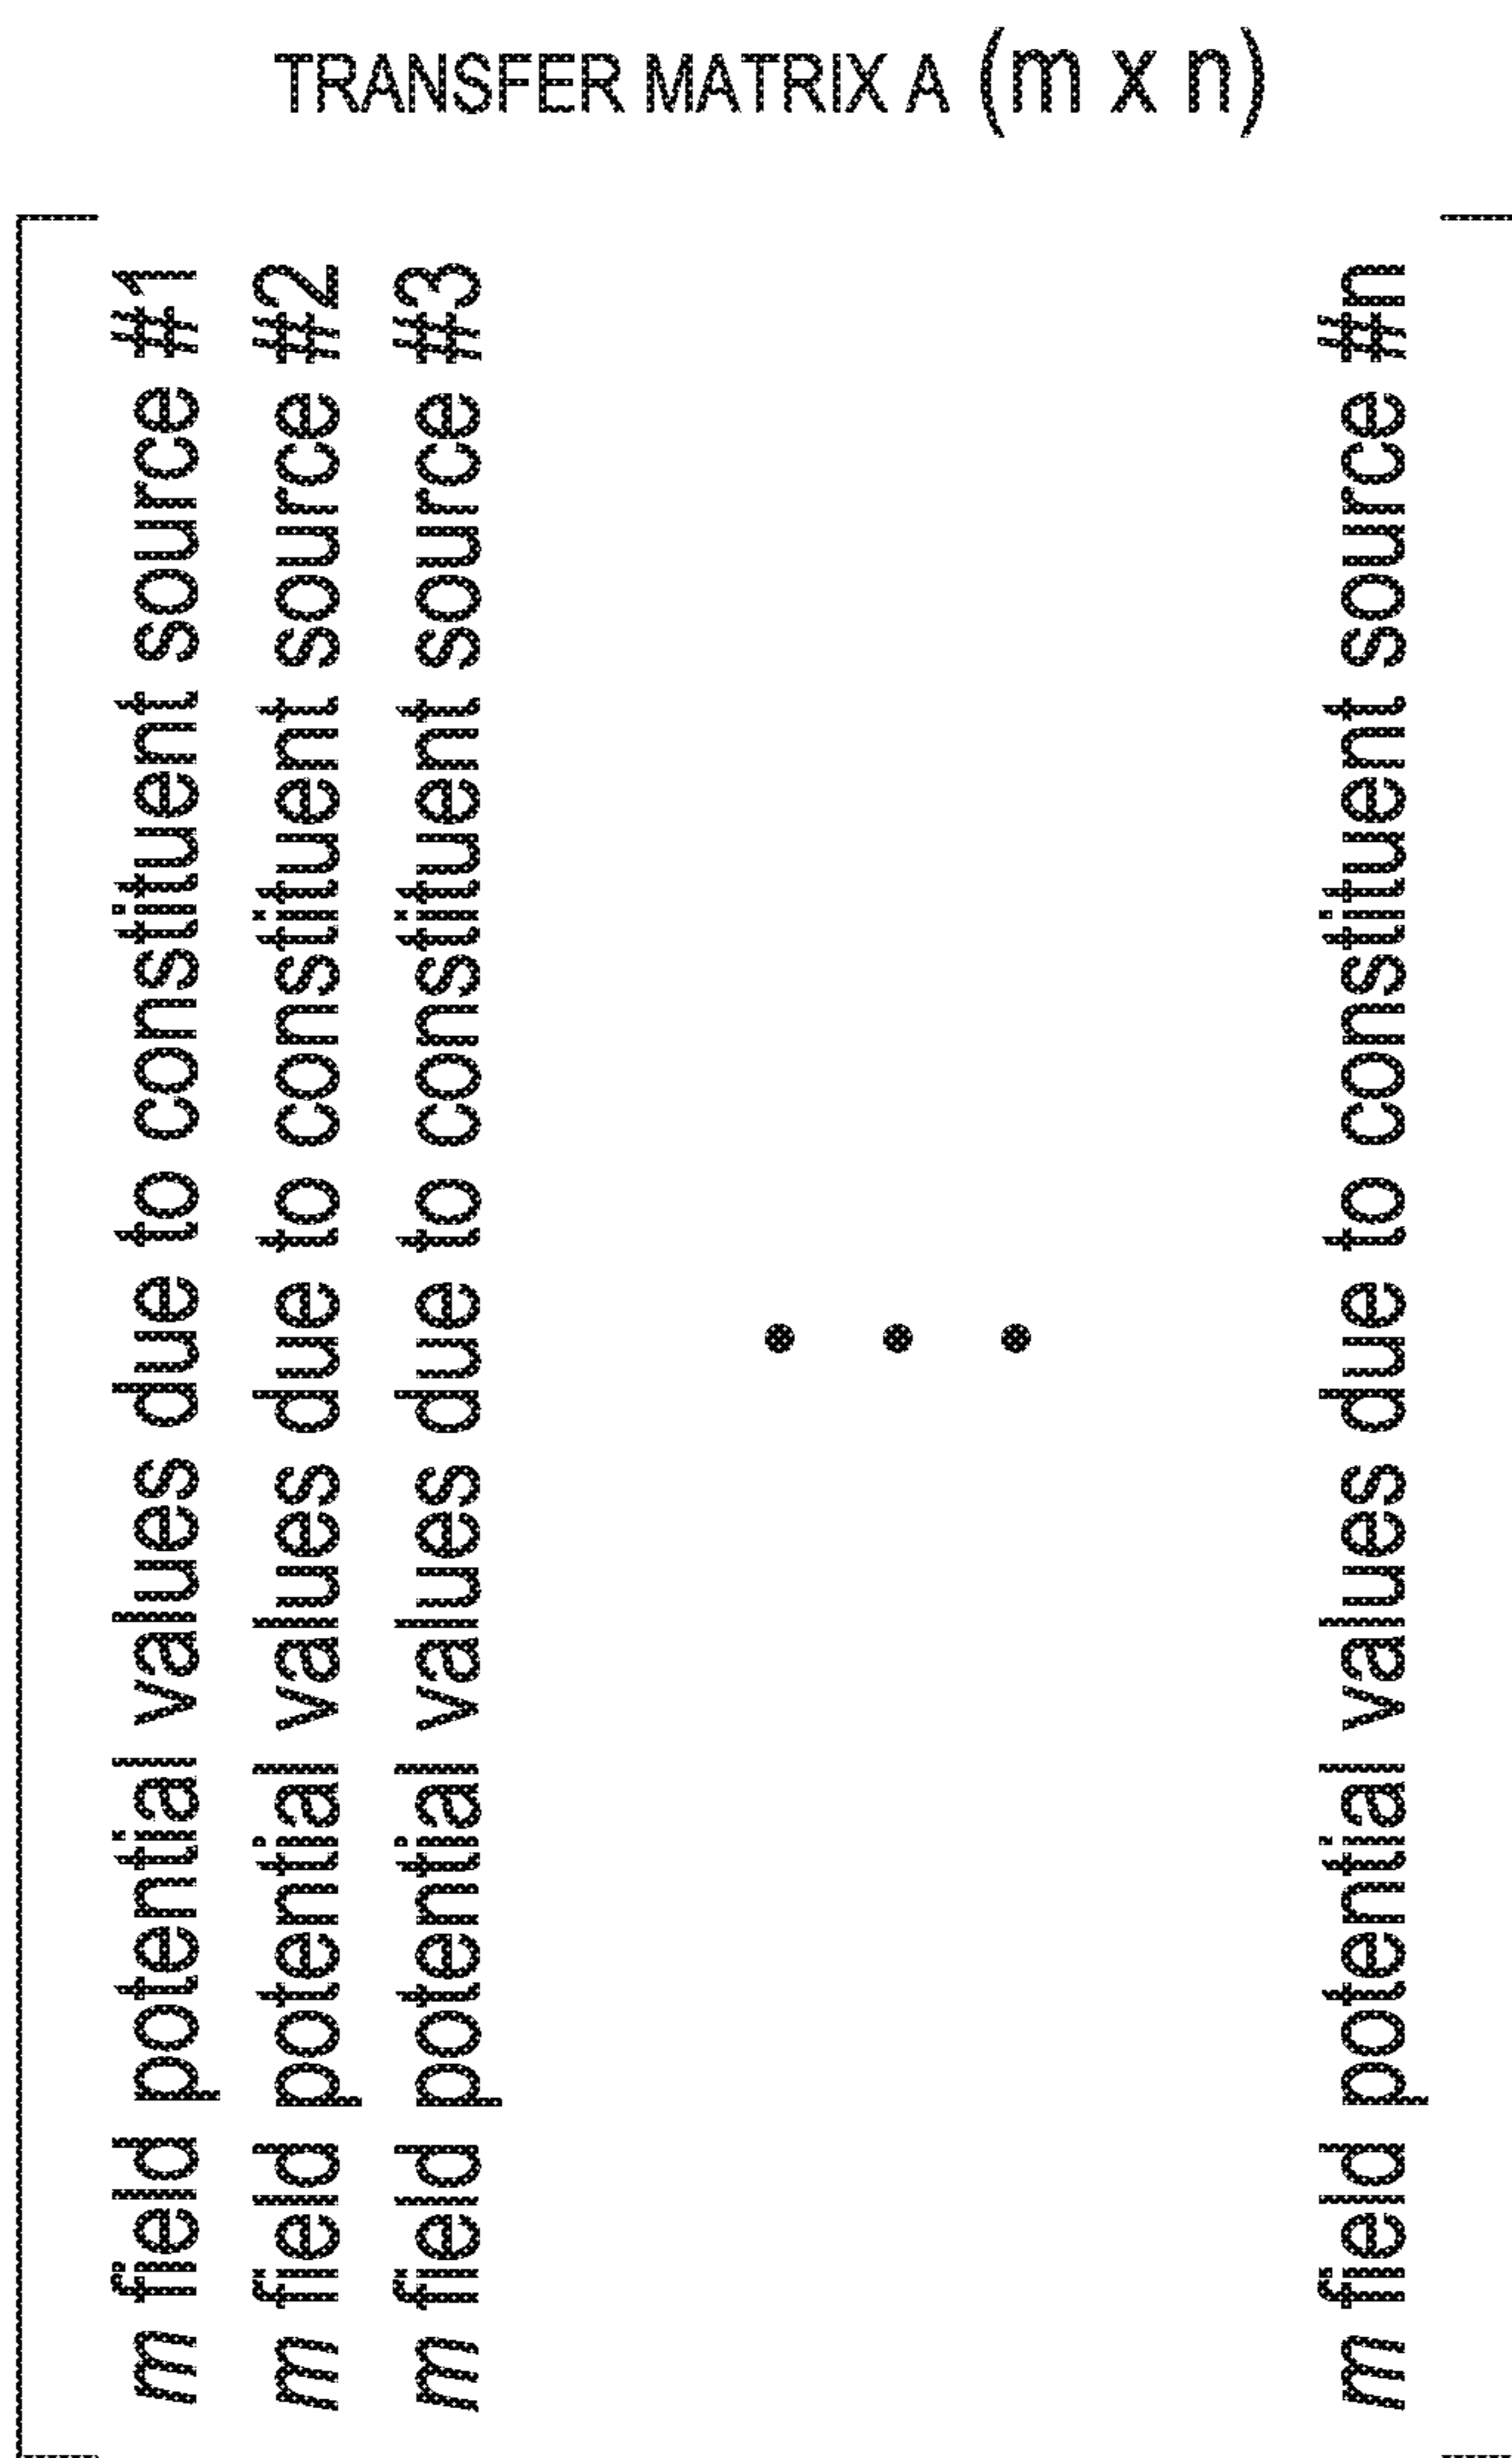 TRANSFER MATRIX A (m x n)
m field potential values due to constituent source #1
m field potential values due to constituent source #2
m field potential values due to constituent source #3
• • •
m field potential values due to constituent source #n